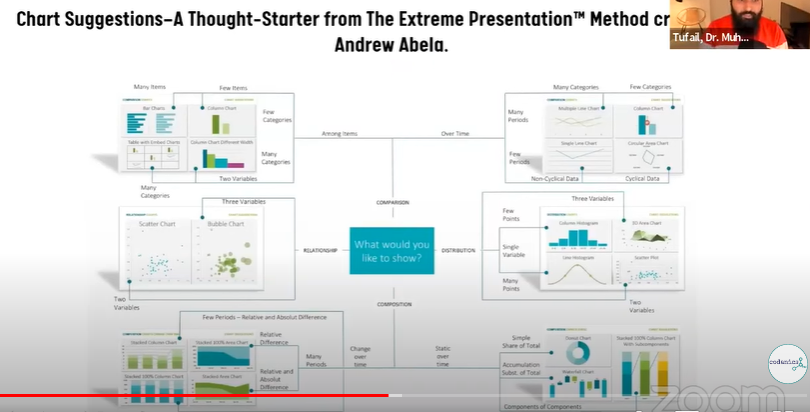 Chart Suggestions–A Thought-Starter from The Extreme Presentation™ Method cr
Andrew Abela.
Tufail, Dr. Muh...
Many Items
Few Items
Bar Charts
Column Chart
Few
Categories
Table with Embed Charts
Column Chart Different Width
Many
Categories
Two Variables
Many
Categories
Among Items
Over Time
Many Categories
Few Categories
Many
Periods
Multiple Line Chart
Column Chart
Few
Periods
Single Line Chart
Circular Area Chart
Non-Cyclical Data
Cyclical Data
COMPARISON
Three Variables
Scatter Chart
Bubble Chart
Two
Variables
RELATIONSHIP
What would you
like to show?
DISTRIBUTION
Three Variables
Few
Points
Column Histogram
3D Area Chart
Single
Variable
Line Histogram
Scatter Plot
Many
Points
Two
Variables
COMPOSITION
Few Periods – Relative and Absolut Difference
Stacked Column Chart
Stacked 100% Area Chart
Relative
Difference
Stacked 100% Column Chart
Stacked Area Chart
Relative and
Absolut
Difference
Many
Periods
Change
over
time
Static
over
time
Simple
Share of Total
Donut Chart
Stacked 100% Column Chart
With Subcomponents
Accumulation
Subst. of Total
Waterfall Chart
Components of Components
codanics
zoom